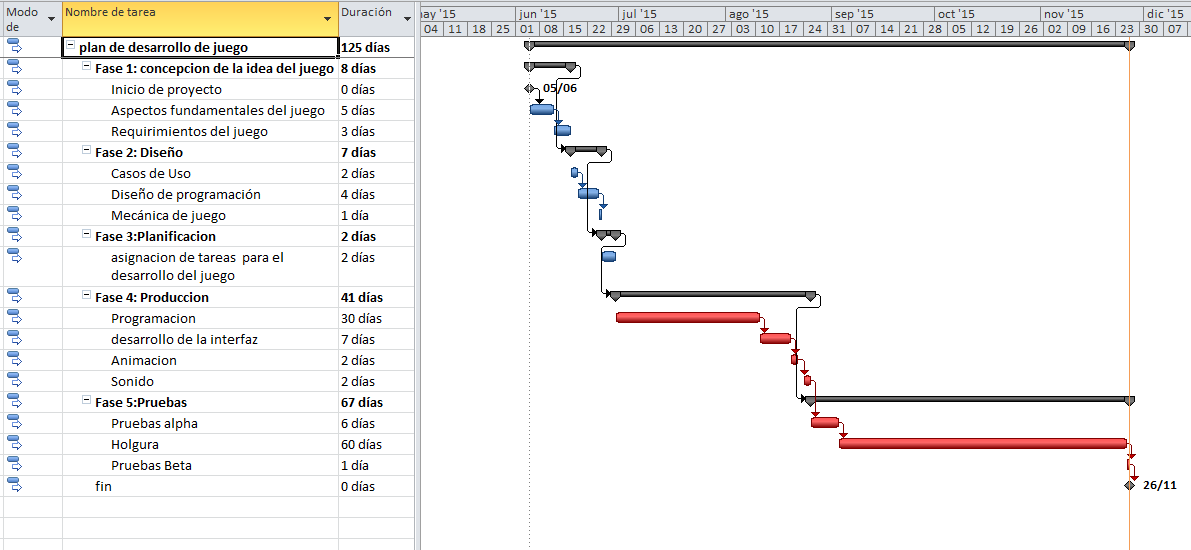 Modo de
Nombre de tarea
Duración
may '15
jun '15
jul '15
ago '15
sep '15
oct '15
nov '15
dic '15
04 11 18 25 01 08 15 22 29 06 13 20 27 03 10 17 24 31 07 14 21 28 05 12 19 26 02 09 16 23 30 07
plan de desarrollo de juego 125 días
Fase 1: concepcion de la idea del juego 8 días
Inicio de proyecto 0 días
05/06
Aspectos fundamentales del juego 5 días
Requirimientos del juego 3 días
Fase 2: Diseño 7 días
Casos de Uso 2 días
Diseño de programación 4 días
Mecánica de juego 1 día
Fase 3:Planificacion 2 días
asignacion de tareas para el 2 días
desarrollo del juego
Fase 4: Produccion 41 días
Programacion 30 días
desarrollo de la interfaz 7 días
Animacion 2 días
Sonido 2 días
Fase 5:Pruebas 67 días
Pruebas alpha 6 días
Holgura 60 días
Pruebas Beta 1 día
fin 0 días
26/11